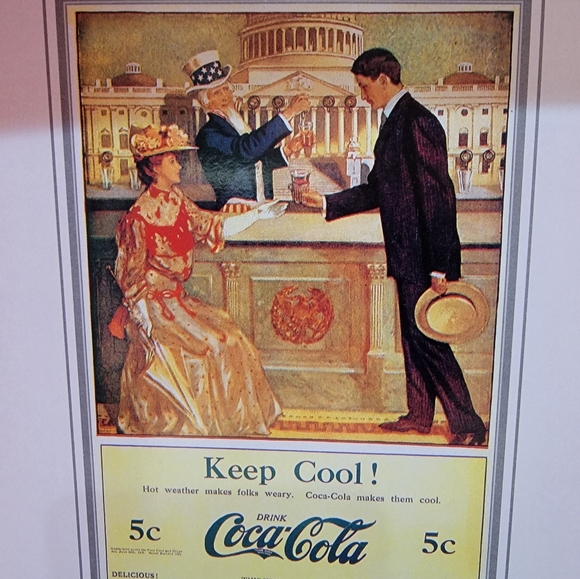 Keep Cool!
Hot weather makes folks weary. Coca-Cola makes them cool.
5c DRINK Coca-Cola 5c
DELICIOUS!